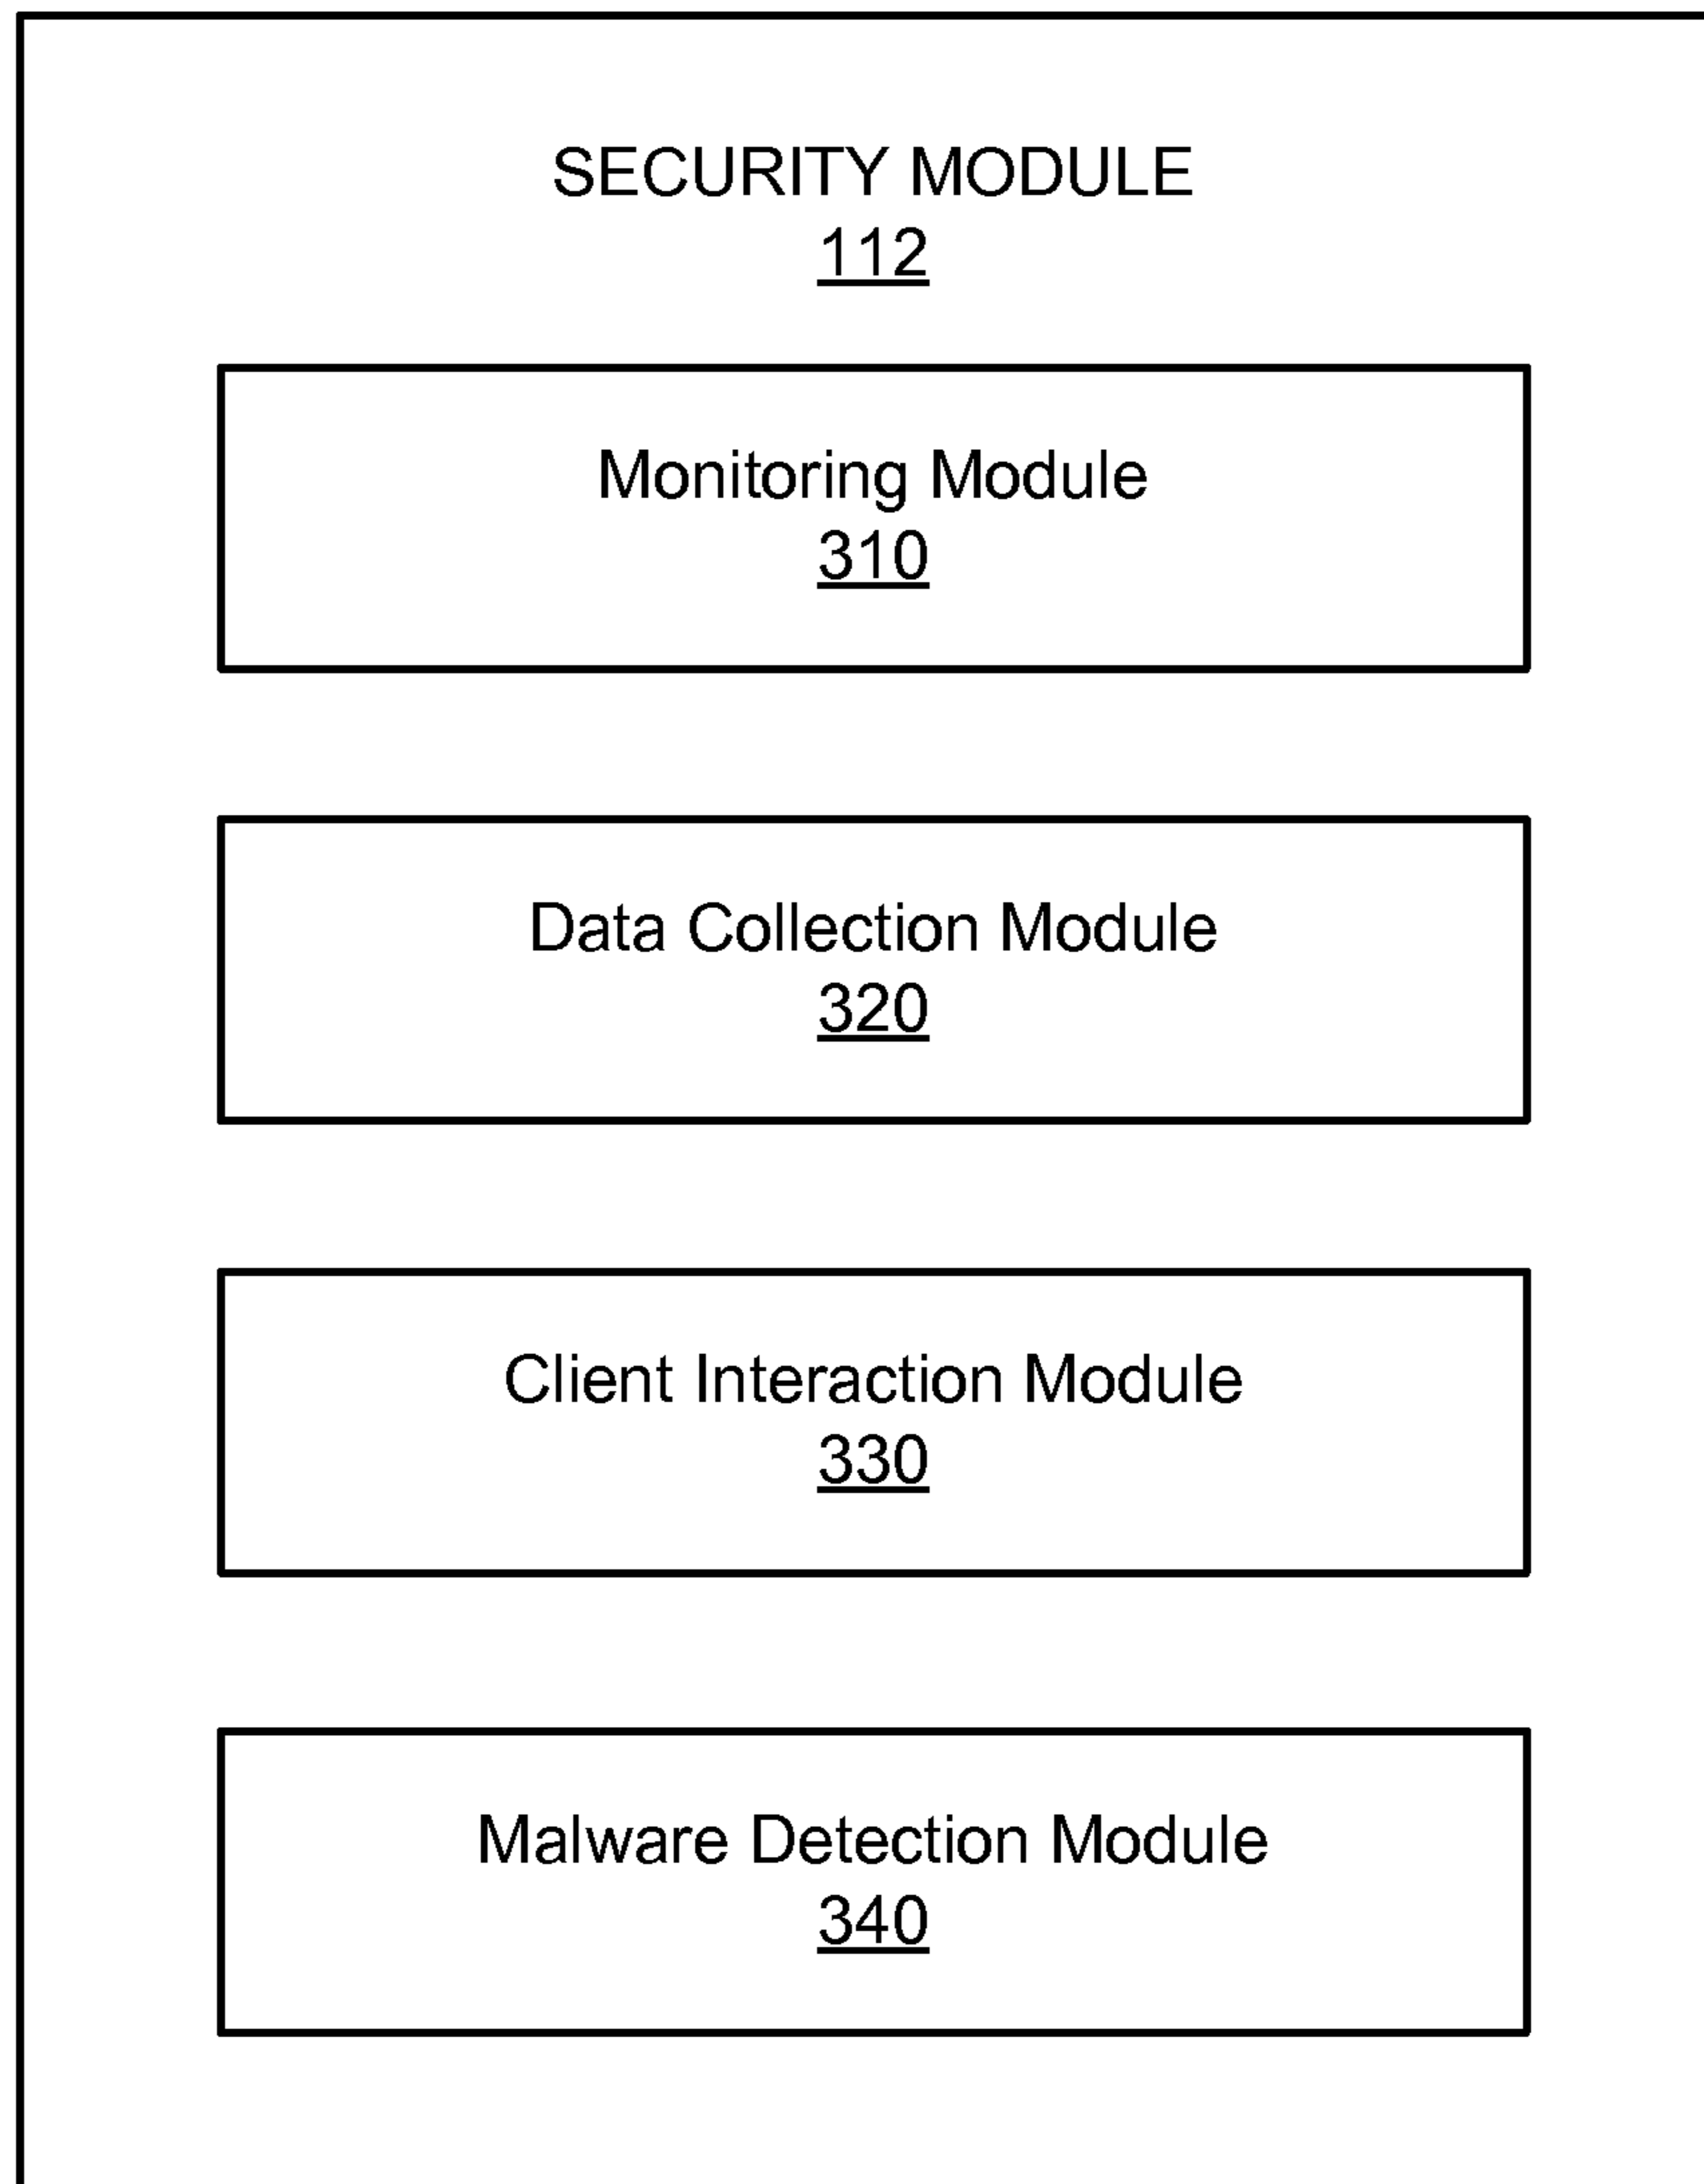 SECURITY MODULE
112
Monitoring Module
310
Data Collection Module
320
Client Interaction Module
330
Malware Detection Module
340